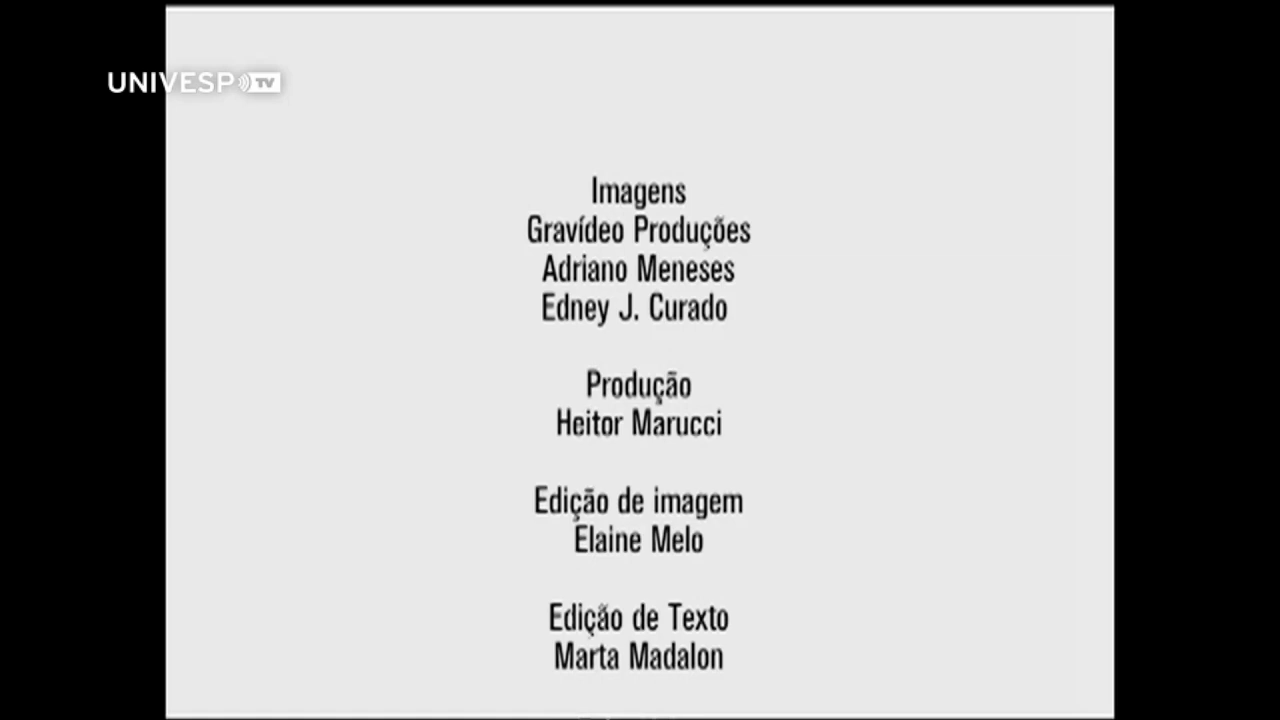 UNIVESP TV
Imagens
Gravídeo Produções
Adriano Meneses
Edney J. Curado
Produção
Heitor Marucci
Edição de imagem
Elaine Melo
Edição de Texto
Marta Madalon